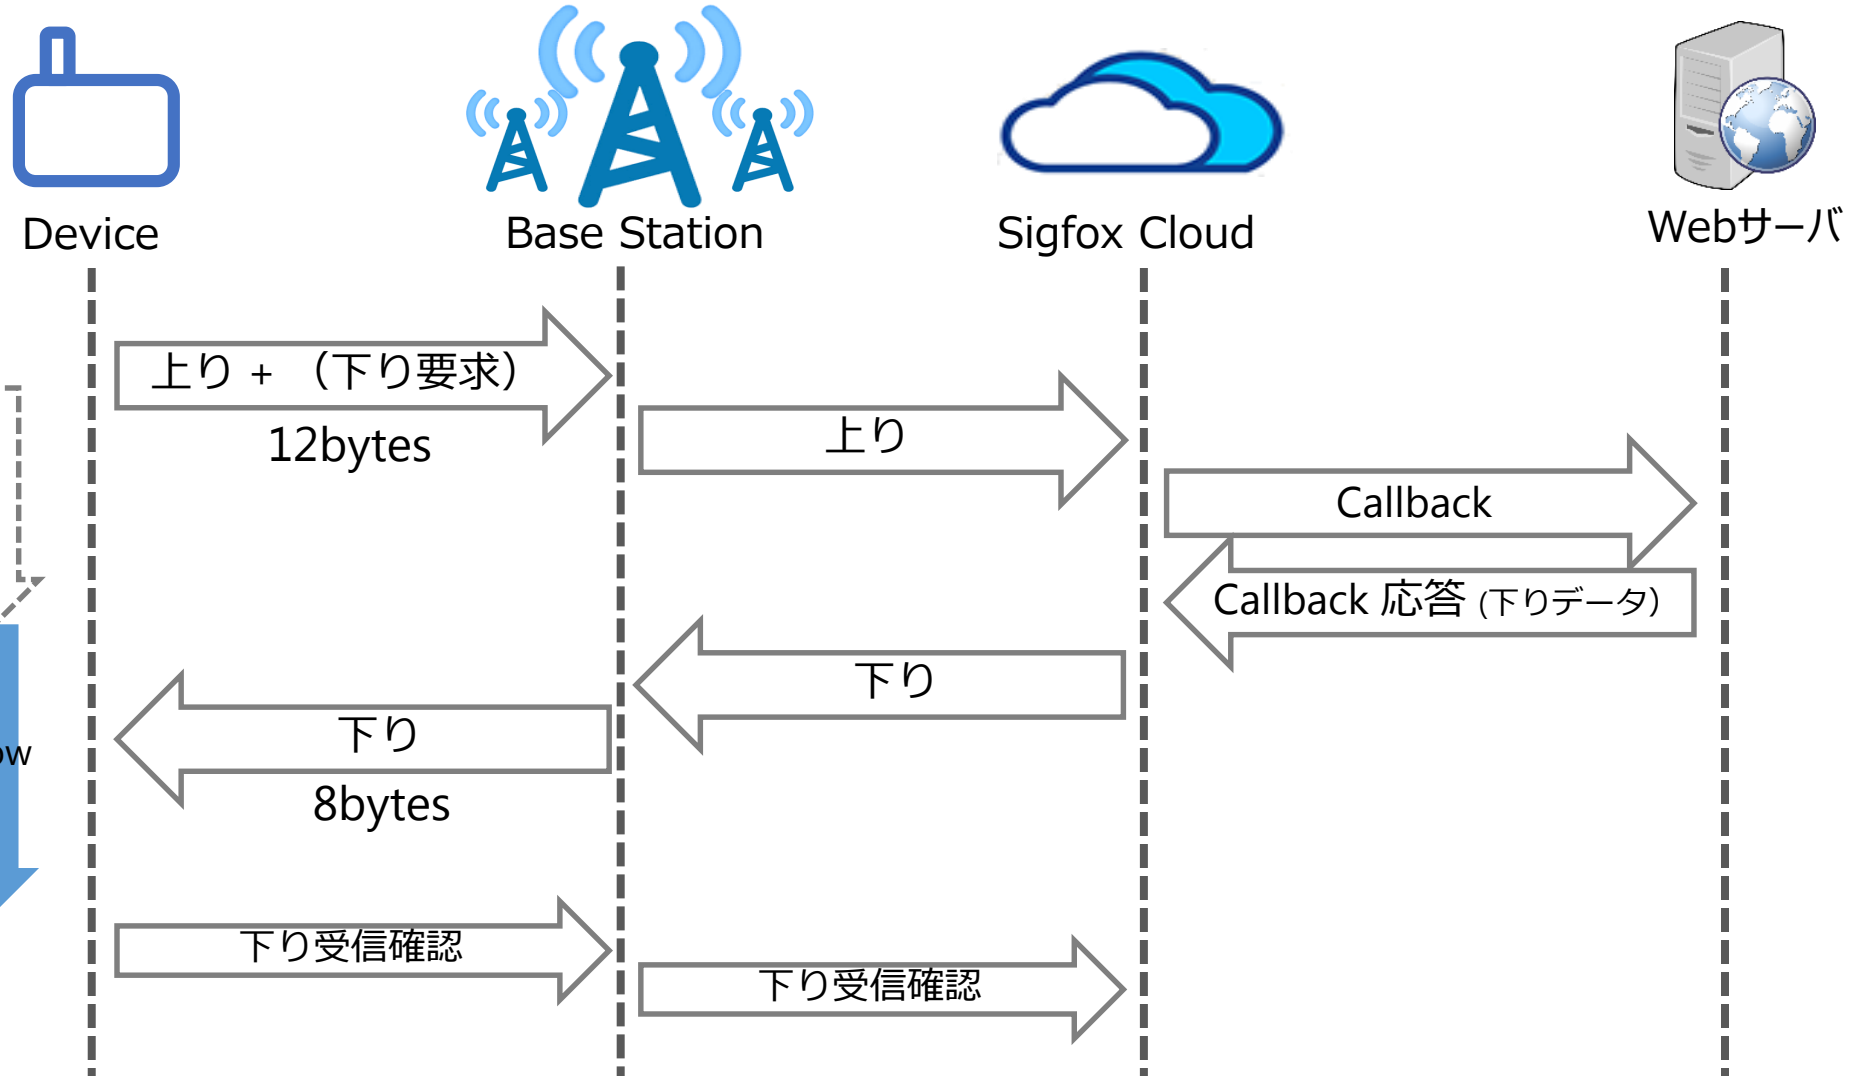 Device
Base Station
Sigfox Cloud
Webサーバ
上り + （下り要求）
12bytes
上り
Callback
Callback 応答 (下りデータ）
下り
下り
8bytes
下り受信確認
下り受信確認